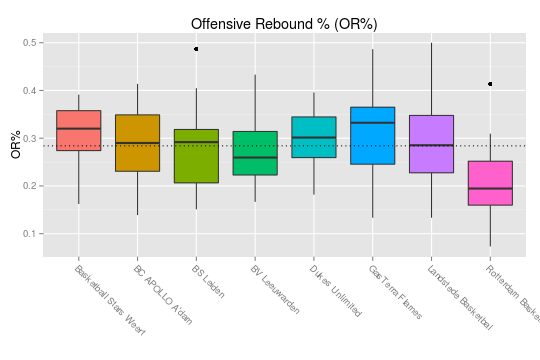 Offensive Rebound % (OR%)
OR%
0.5
0.4
0.3
0.2
0.1
Basketball Stars Weert
BC APOLLO A'dam
BS Leiden
BV Leeuwarden
Dukes Unlimited
GasTerra Flames
Landstede Basketbal
Rotterdam Baske